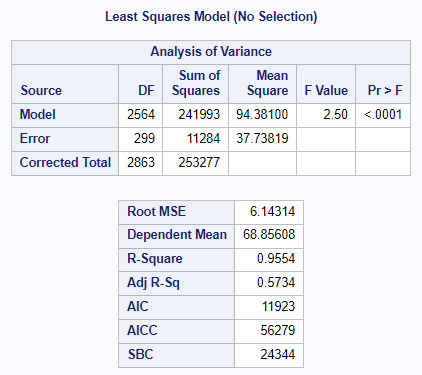 Least Squares Model (No Selection)
Analysis of Variance
Source DF Sum of Squares Mean Square F Value Pr > F
Model 2564 241993 94.38100 2.50 <.0001
Error 299 11284 37.73819
Corrected Total 2863 253277
Root MSE 6.14314
Dependent Mean 68.85608
R-Square 0.9554
Adj R-Sq 0.5734
AIC 11923
AICC 56279
SBC 24344